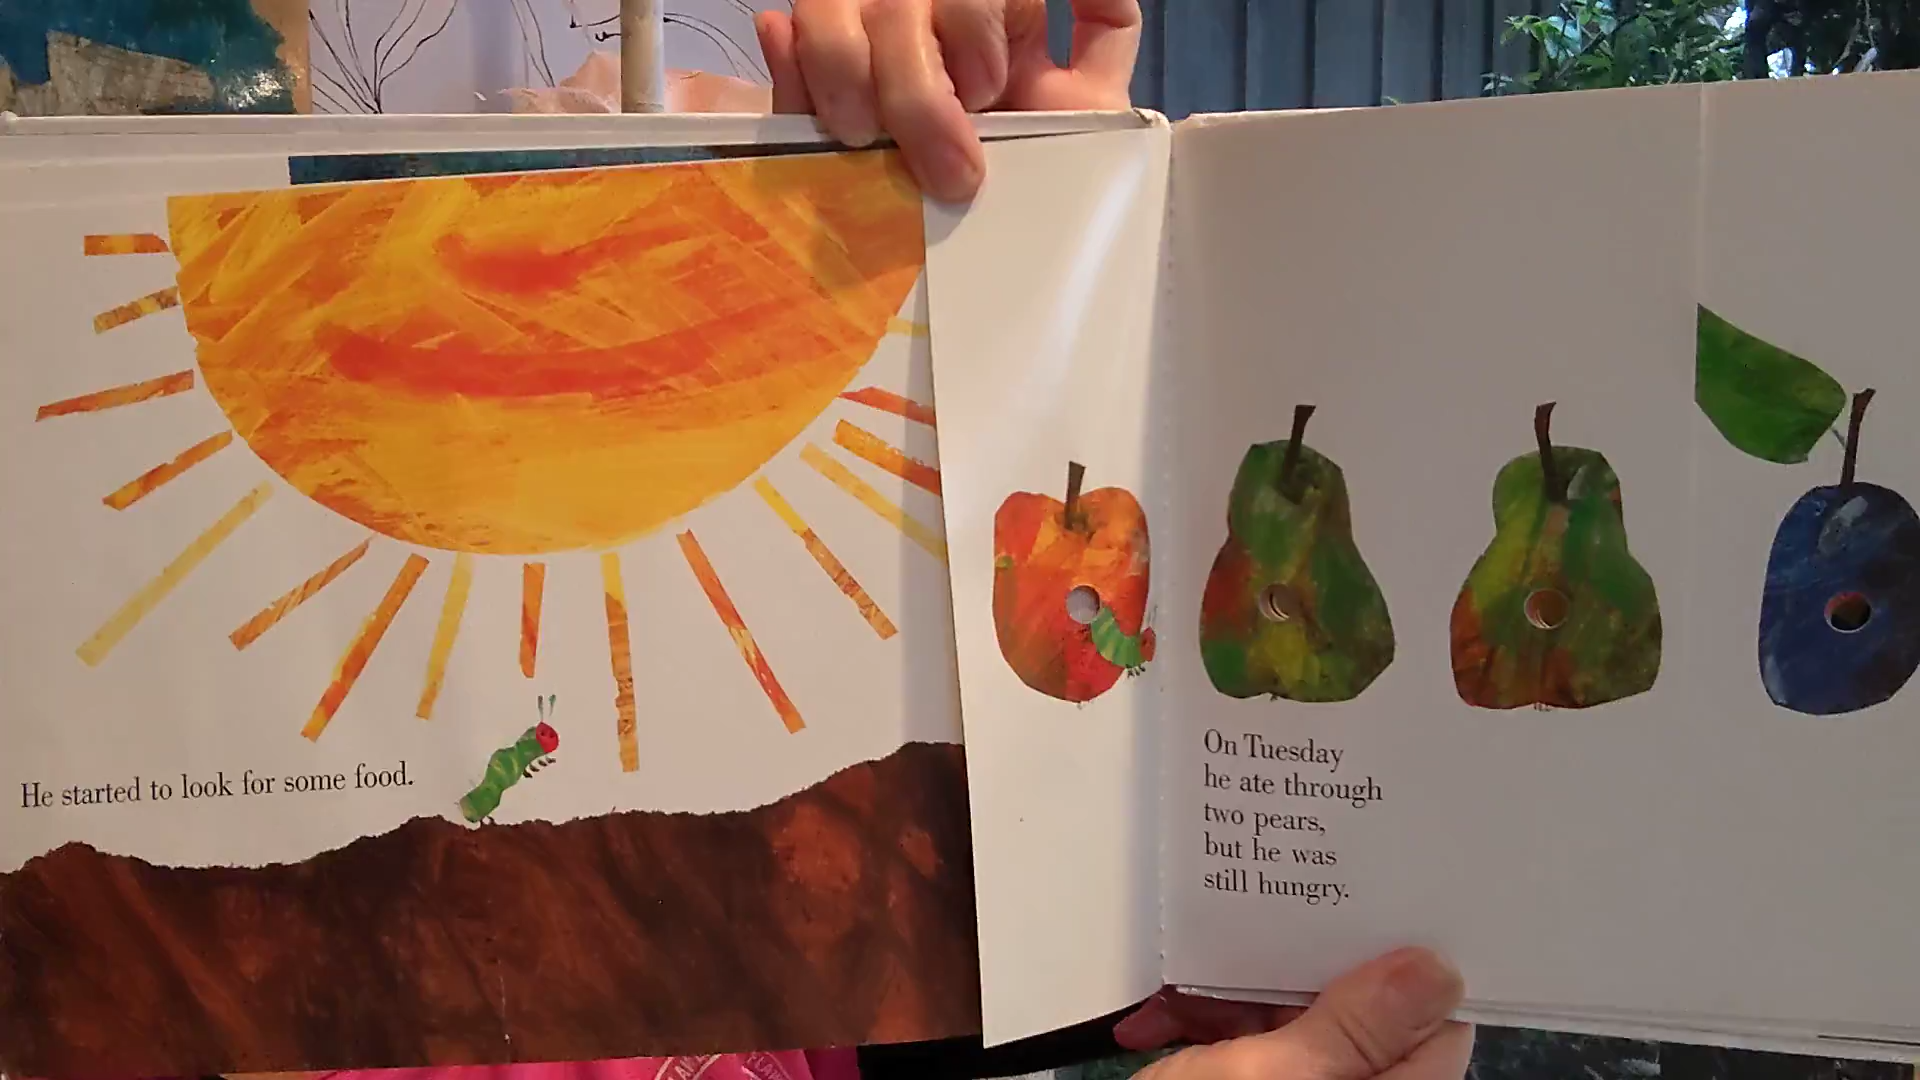 He started to look for some food.
On Tuesday
he ate through
two pears,
but he was
still hungry.